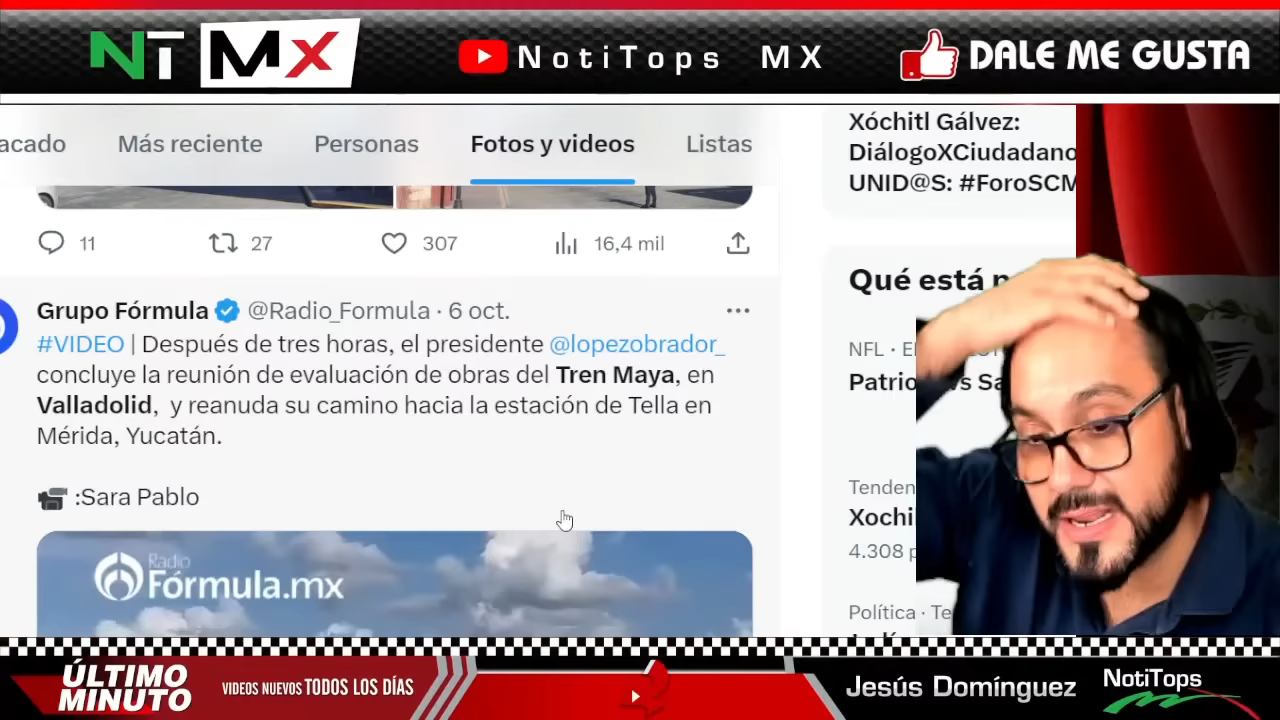 NT MX
NotiTops MX
DALE ME GUSTA
acado Más reciente Personas Fotos y videos Listas
11 27 307 16,4 mil
Grupo Fórmula @Radio_Formula · 6 oct.
#VIDEO | Después de tres horas, el presidente @lopezobrador_
concluye la reunión de evaluación de obras del Tren Maya, en
Valladolid, y reanuda su camino hacia la estación de Tella en
Mérida, Yucatán.
:Sara Pablo
Radio
Fórmula.mx
Xóchitl Gálvez:
DiálogoXCiudadano
UNID@S: #ForoSCM
Qué está p
NFL · E
Patrio vs Sa
Tenden
Xochi
4.308 p
Política · Te
ÚLTIMO
MINUTO
VIDEOS NUEVOS TODOS LOS DÍAS
Jesús Domínguez
NotiTops